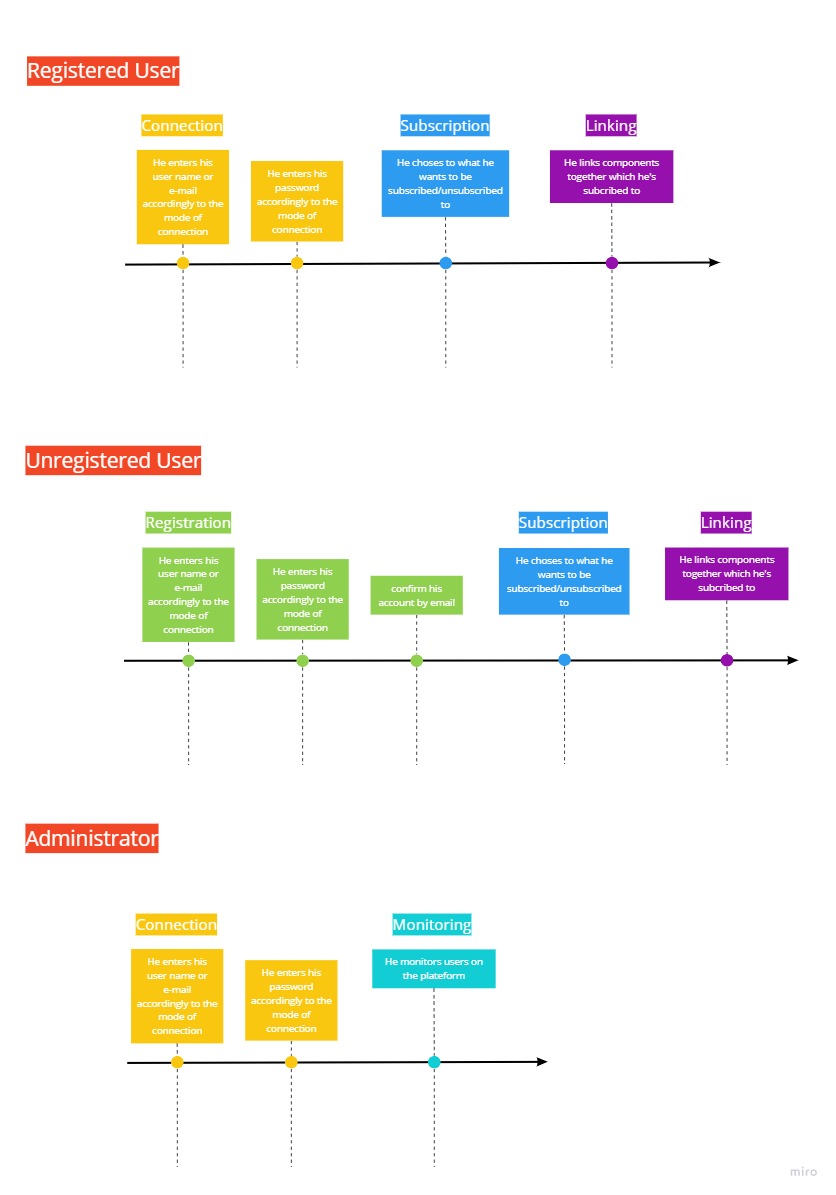 Registered User
Connection
Subscription
Linking
He enters his
user name or
e-mail
accordingly to the
mode of
connection
He enters his
password
accordingly to the
mode of
connection
He choses to what he
wants to be
subscribed/unsubscribed
to
He links components
together which he's
subcribed to
Unregistered User
Registration
Subscription
Linking
He enters his
user name or
e-mail
accordingly to the
mode of
connection
He enters his
password
accordingly to the
mode of
connection
confirm his
account by email
He choses to what he
wants to be
subscribed/unsubscribed
to
He links components
together which he's
subcribed to
Administrator
Connection
Monitoring
He enters his
user name or
e-mail
accordingly to the
mode of
connection
He enters his
password
accordingly to the
mode of
connection
He monitors users on
the plateform
miro